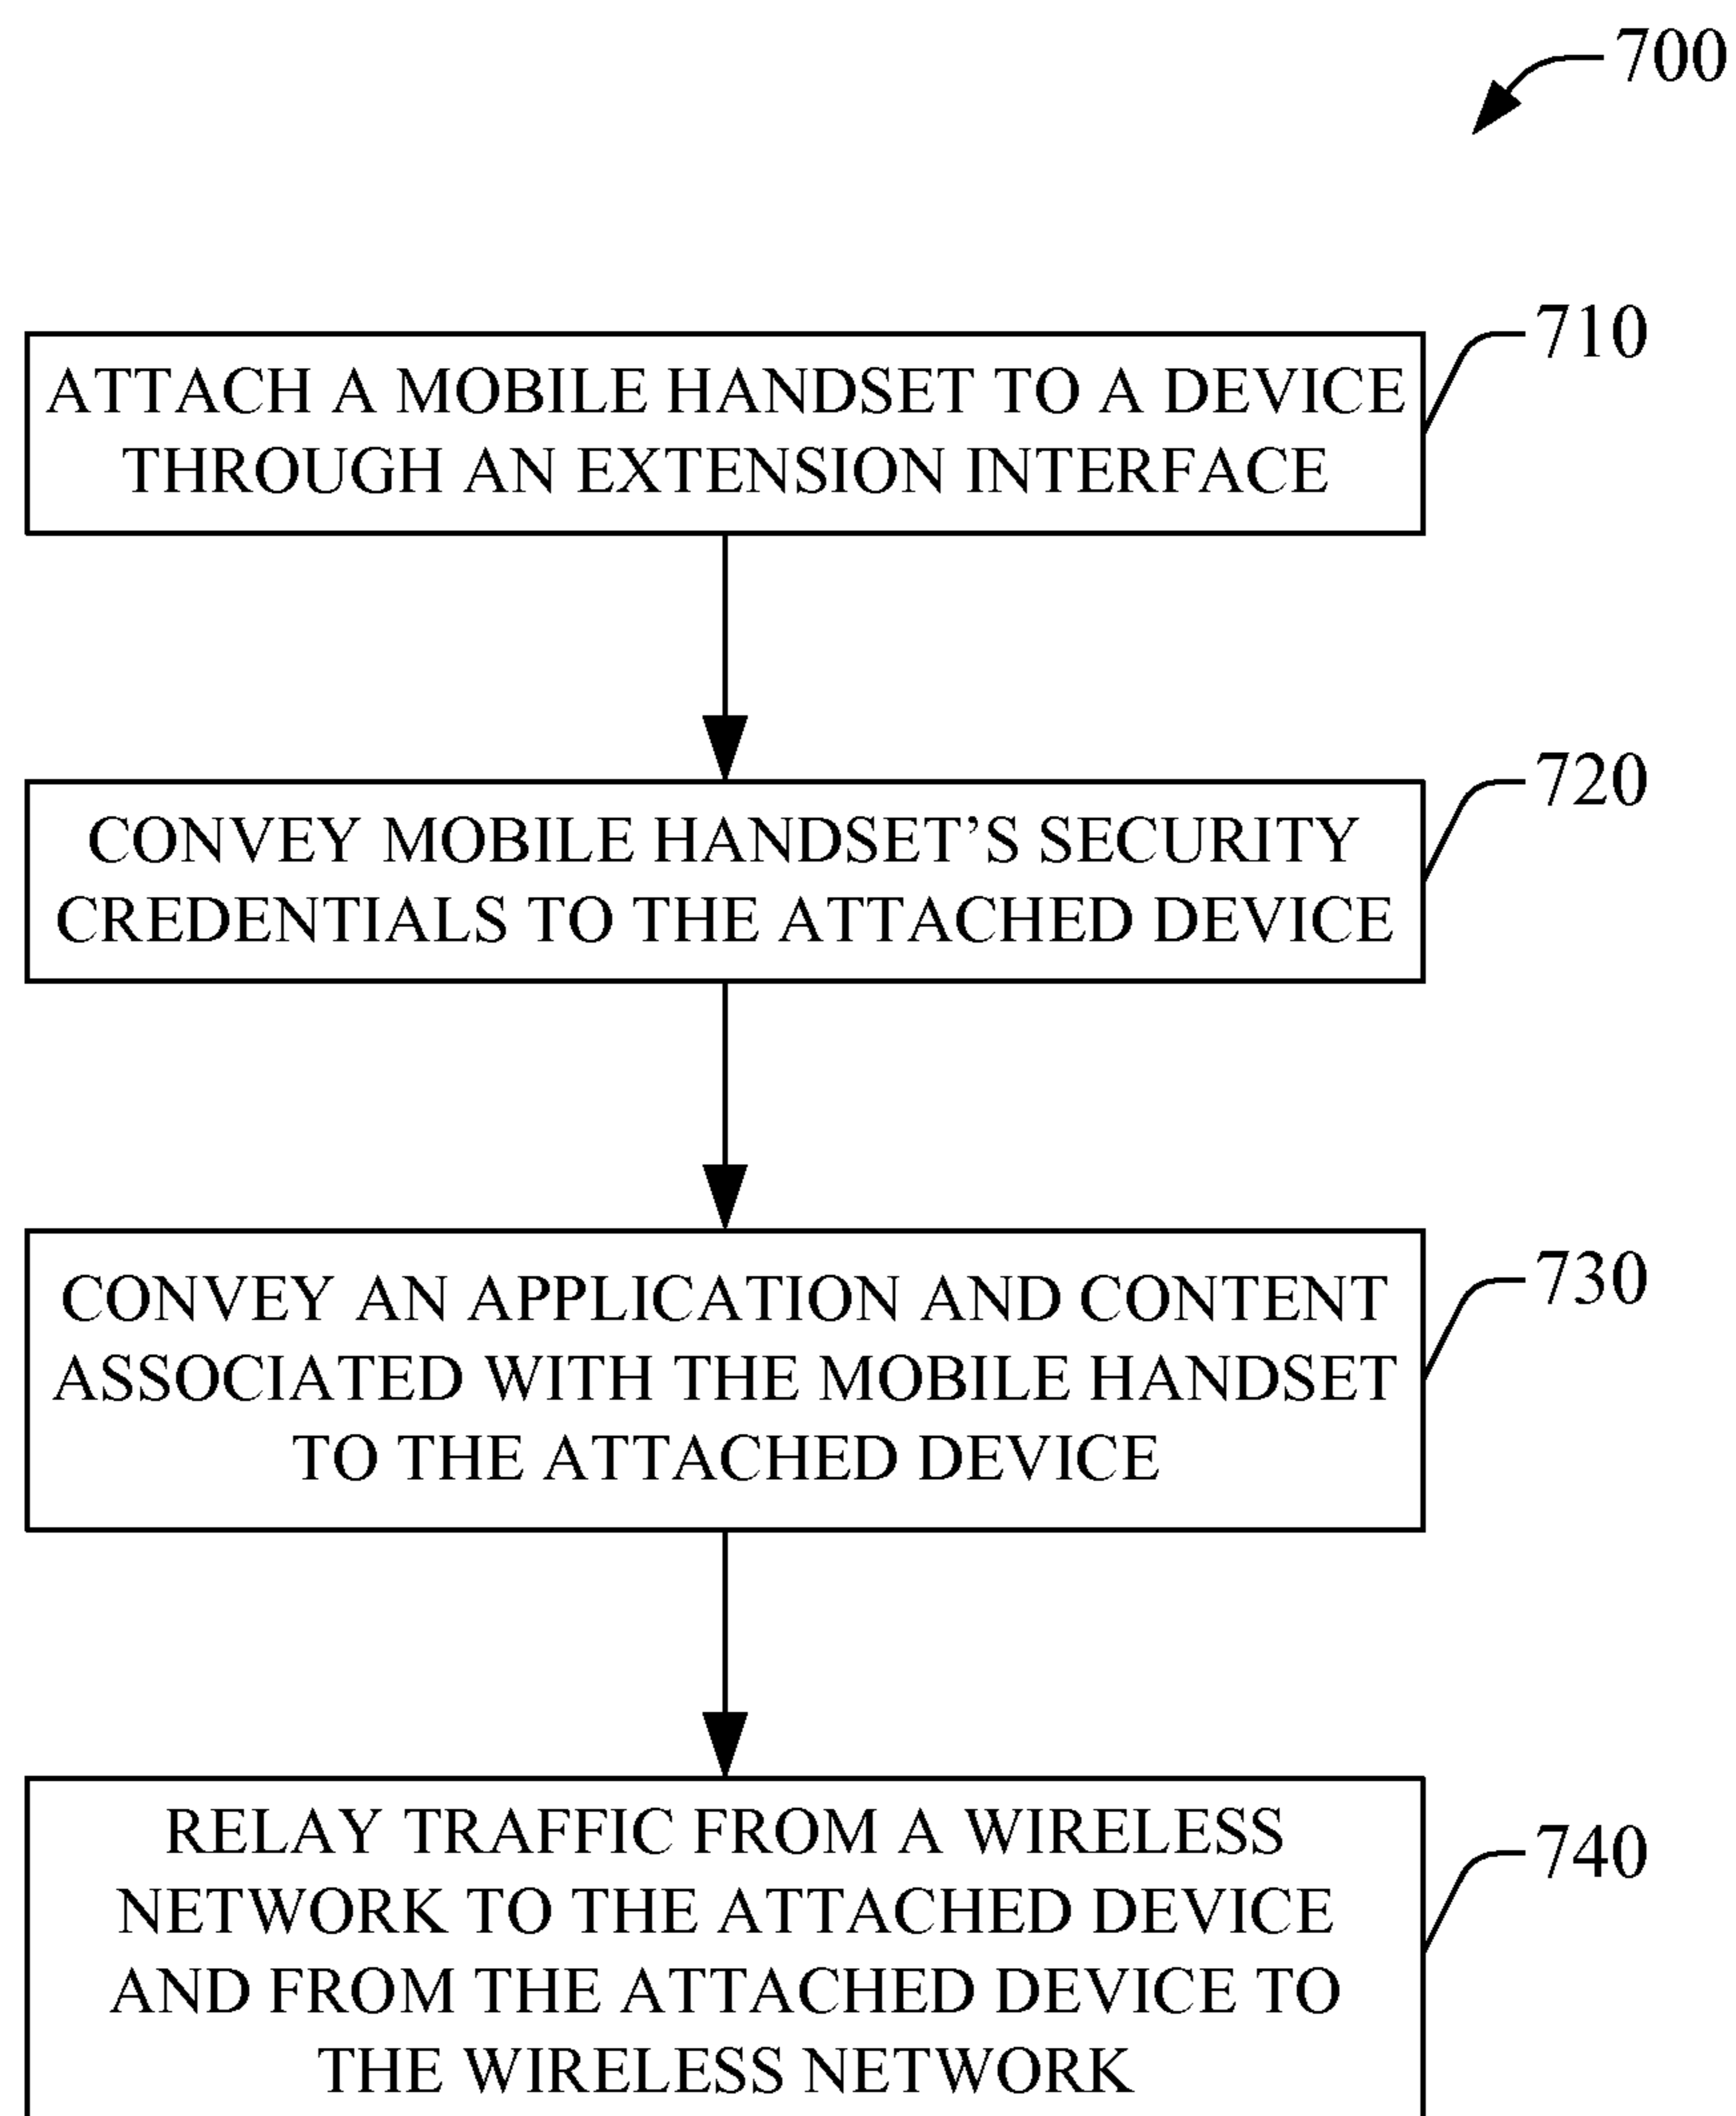 700
710
ATTACH A MOBILE HANDSET TO A DEVICE
THROUGH AN EXTENSION INTERFACE
720
CONVEY MOBILE HANDSET’S SECURITY
CREDENTIALS TO THE ATTACHED DEVICE
730
CONVEY AN APPLICATION AND CONTENT
ASSOCIATED WITH THE MOBILE HANDSET
TO THE ATTACHED DEVICE
740
RELAY TRAFFIC FROM A WIRELESS
NETWORK TO THE ATTACHED DEVICE
AND FROM THE ATTACHED DEVICE TO
THE WIRELESS NETWORK